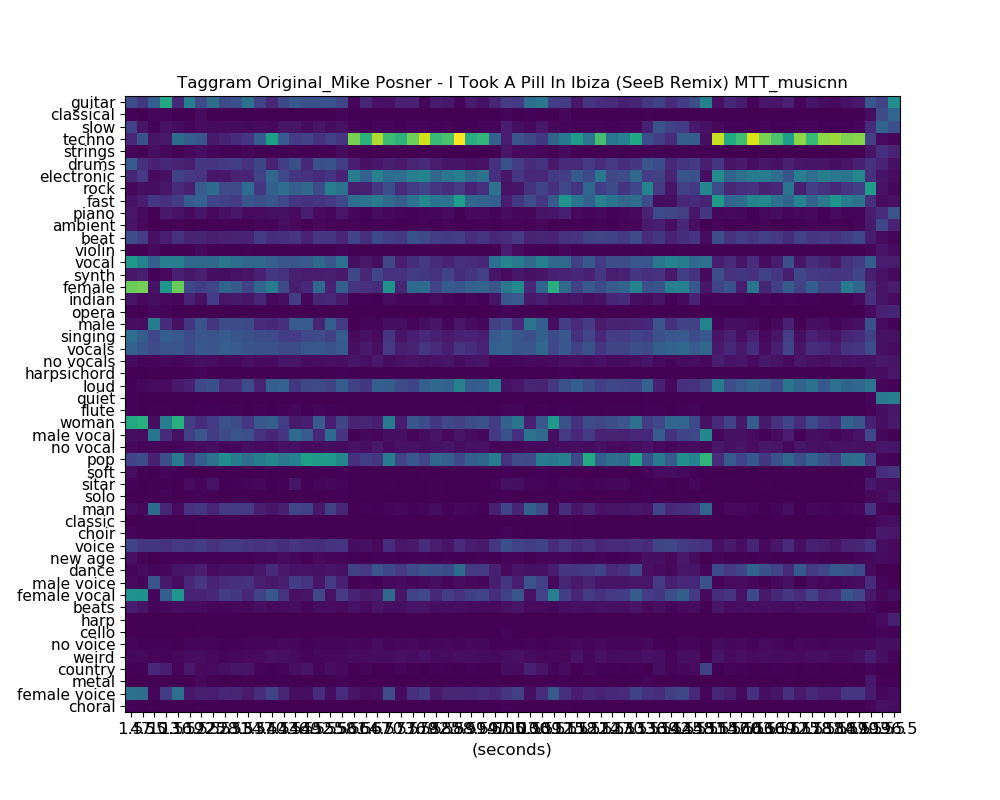 Taggram Original_Mike Posner - I Took A Pill In Ibiza (SeeB Remix) MTT_musicnn
guitar
classical
slow
techno
strings
drums
electronic
rock
fast
piano
ambient
beat
violin
vocal
synth
female
indian
opera
male
singing
vocals
no vocals
harpsichord
loud
quiet
flute
woman
male vocal
no vocal
pop
soft
sitar
solo
man
classic
choir
voice
new age
dance
male voice
female vocal
beats
harp
cello
no voice
weird
country
metal
female voice
choral
(seconds)